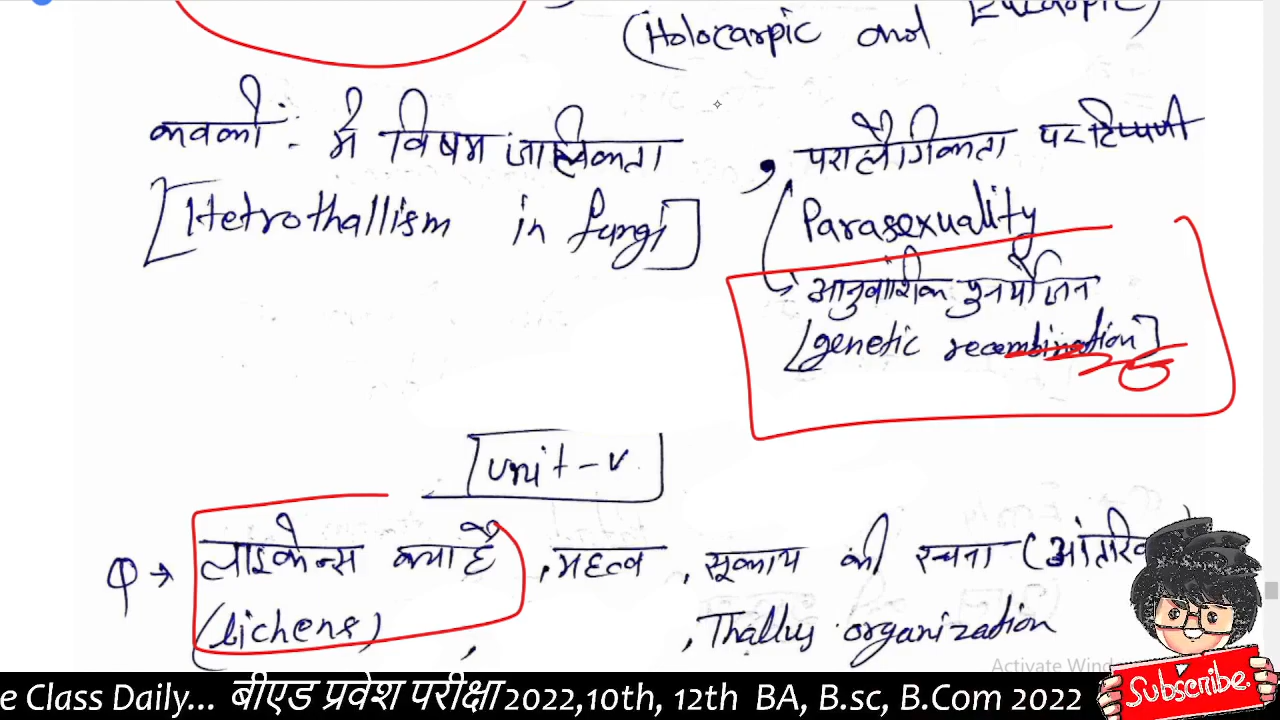 (Holocarpic and Eucarpic)
कवको : में विषम जालिकता , परालैंगिकता पर टिप्पणी
[Hetrothallism in fungi] Parasexuality
आनुवांशिक पुनर्योजन
[genetic recombination]
Unit-V
Q → लाइकेन्स क्या है , महत्व , सूकाय की रचना (
(lichens) , , Thallus organization
Activate Wind
e Class Daily... बीएड प्रवेश परीक्षा 2022,10th, 12th BA, B.sc, B.Com 2022
Subscribe.